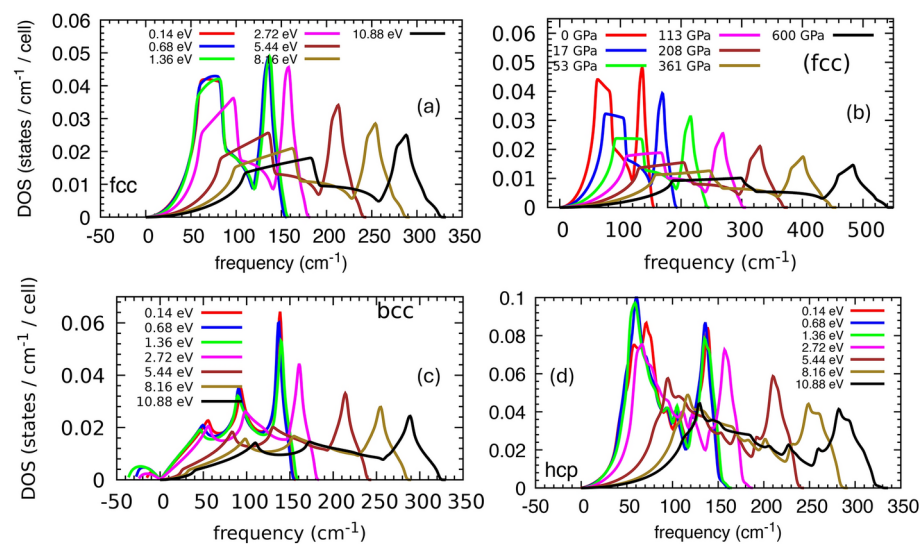 0.14 eV 2.72 eV 10.88 eV
0.68 eV 5.44 eV
1.36 eV 8.16 eV
(a)
fcc
DOS (states / cm⁻¹ / cell)
0.06
0.05
0.04
0.03
0.02
0.01
0
-50 0 50 100 150 200 250 300 350
frequency (cm⁻¹)
0 GPa 113 GPa 600 GPa
17 GPa 208 GPa
53 GPa 361 GPa
(fcc)
(b)
0.06
0.05
0.04
0.03
0.02
0.01
0
0 100 200 300 400 500
frequency (cm⁻¹)
bcc
0.14 eV
0.68 eV
1.36 eV
2.72 eV
5.44 eV
8.16 eV
10.88 eV
(c)
DOS (states / cm⁻¹ / cell)
0.06
0.04
0.02
0
-50 0 50 100 150 200 250 300 350
frequency (cm⁻¹)
0.14 eV
0.68 eV
1.36 eV
2.72 eV
5.44 eV
8.16 eV
10.88 eV
(d)
hcp
0.1
0.08
0.06
0.04
0.02
0
-50 0 50 100 150 200 250 300 350
frequency (cm⁻¹)